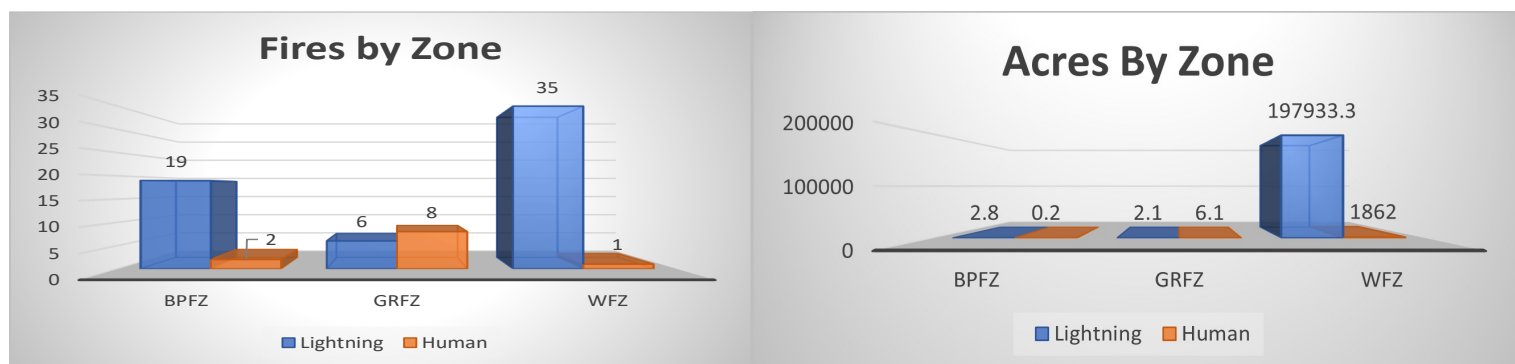 Fires by Zone
35
30
25
20
15
10
5
0
19
2
6
8
35
1
BPFZ GRFZ WFZ
Lightning Human
Acres By Zone
200000
100000
0
2.8 0.2 2.1 6.1 197933.3 1862
BPFZ GRFZ WFZ
Lightning Human